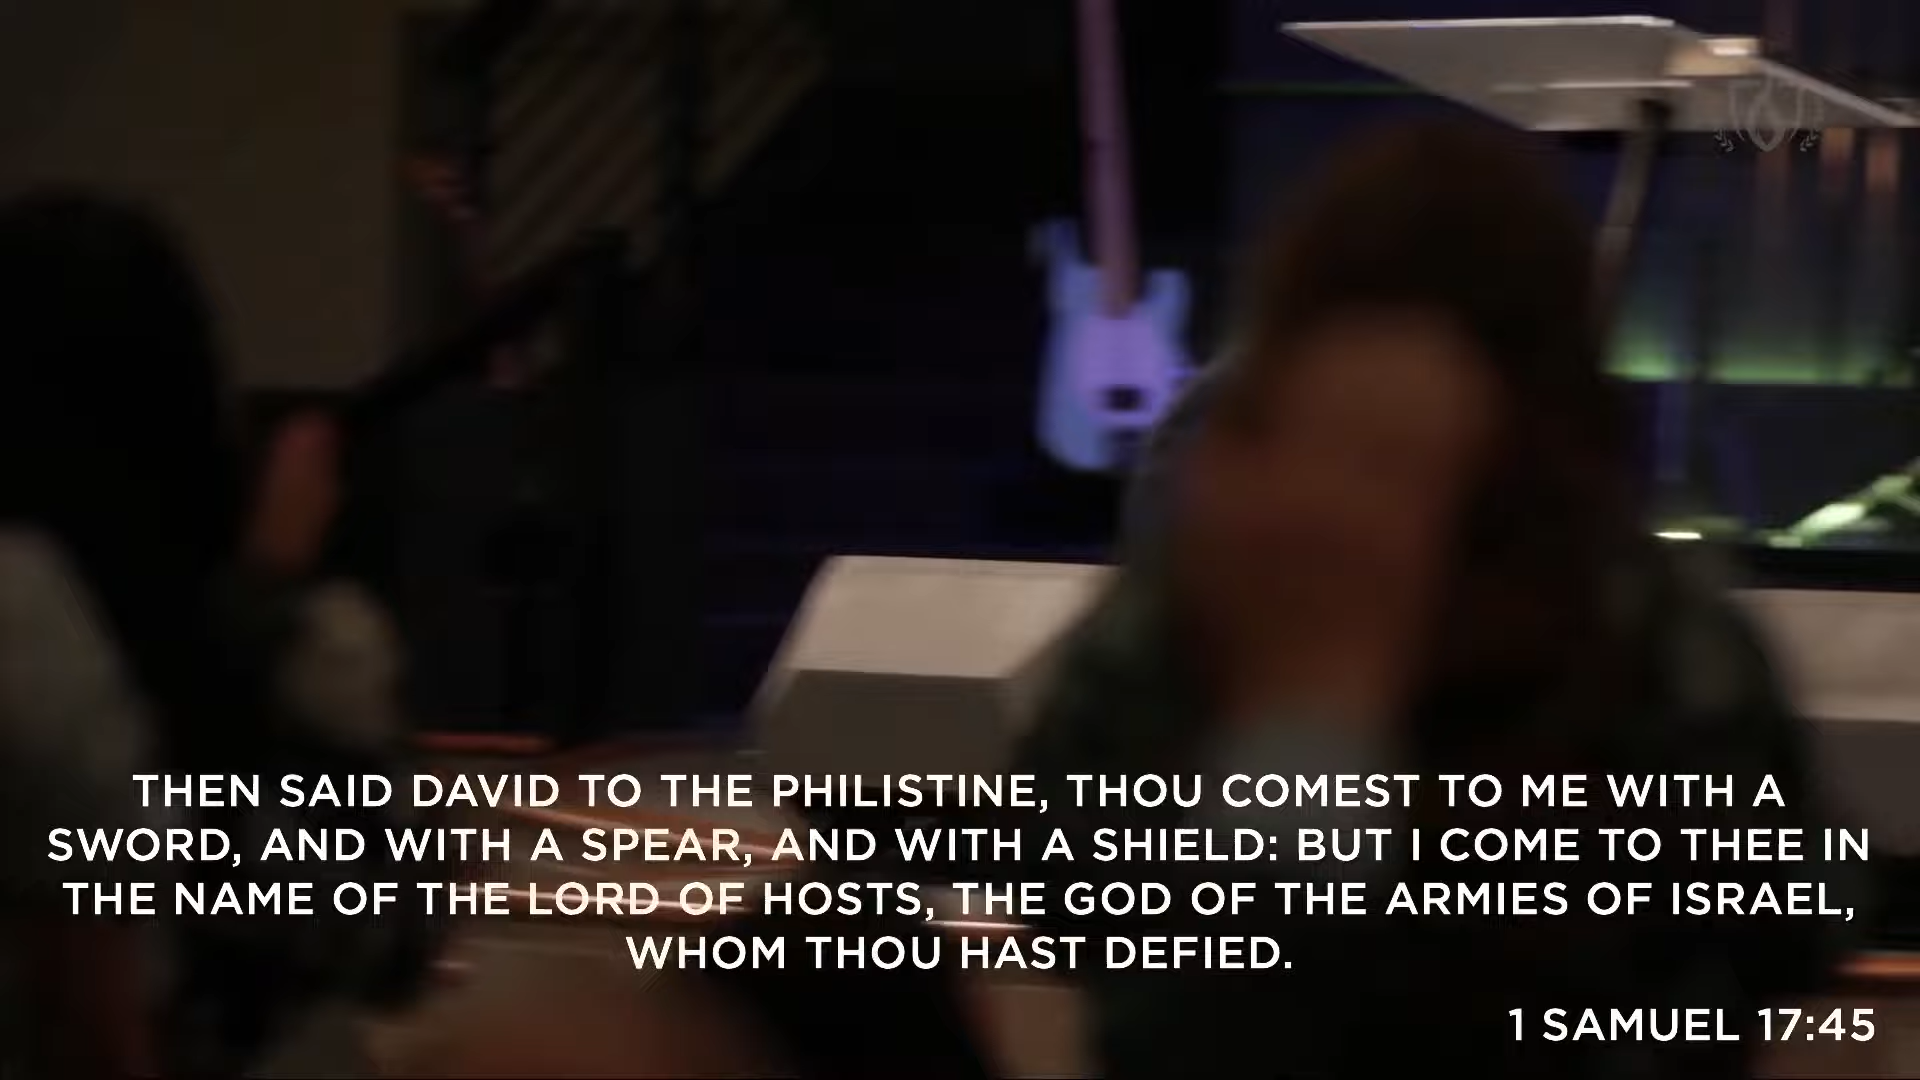 THEN SAID DAVID TO THE PHILISTINE, THOU COMEST TO ME WITH A
SWORD, AND WITH A SPEAR, AND WITH A SHIELD: BUT I COME TO THEE IN
THE NAME OF THE LORD OF HOSTS, THE GOD OF THE ARMIES OF ISRAEL,
WHOM THOU HAST DEFIED.
1 SAMUEL 17:45